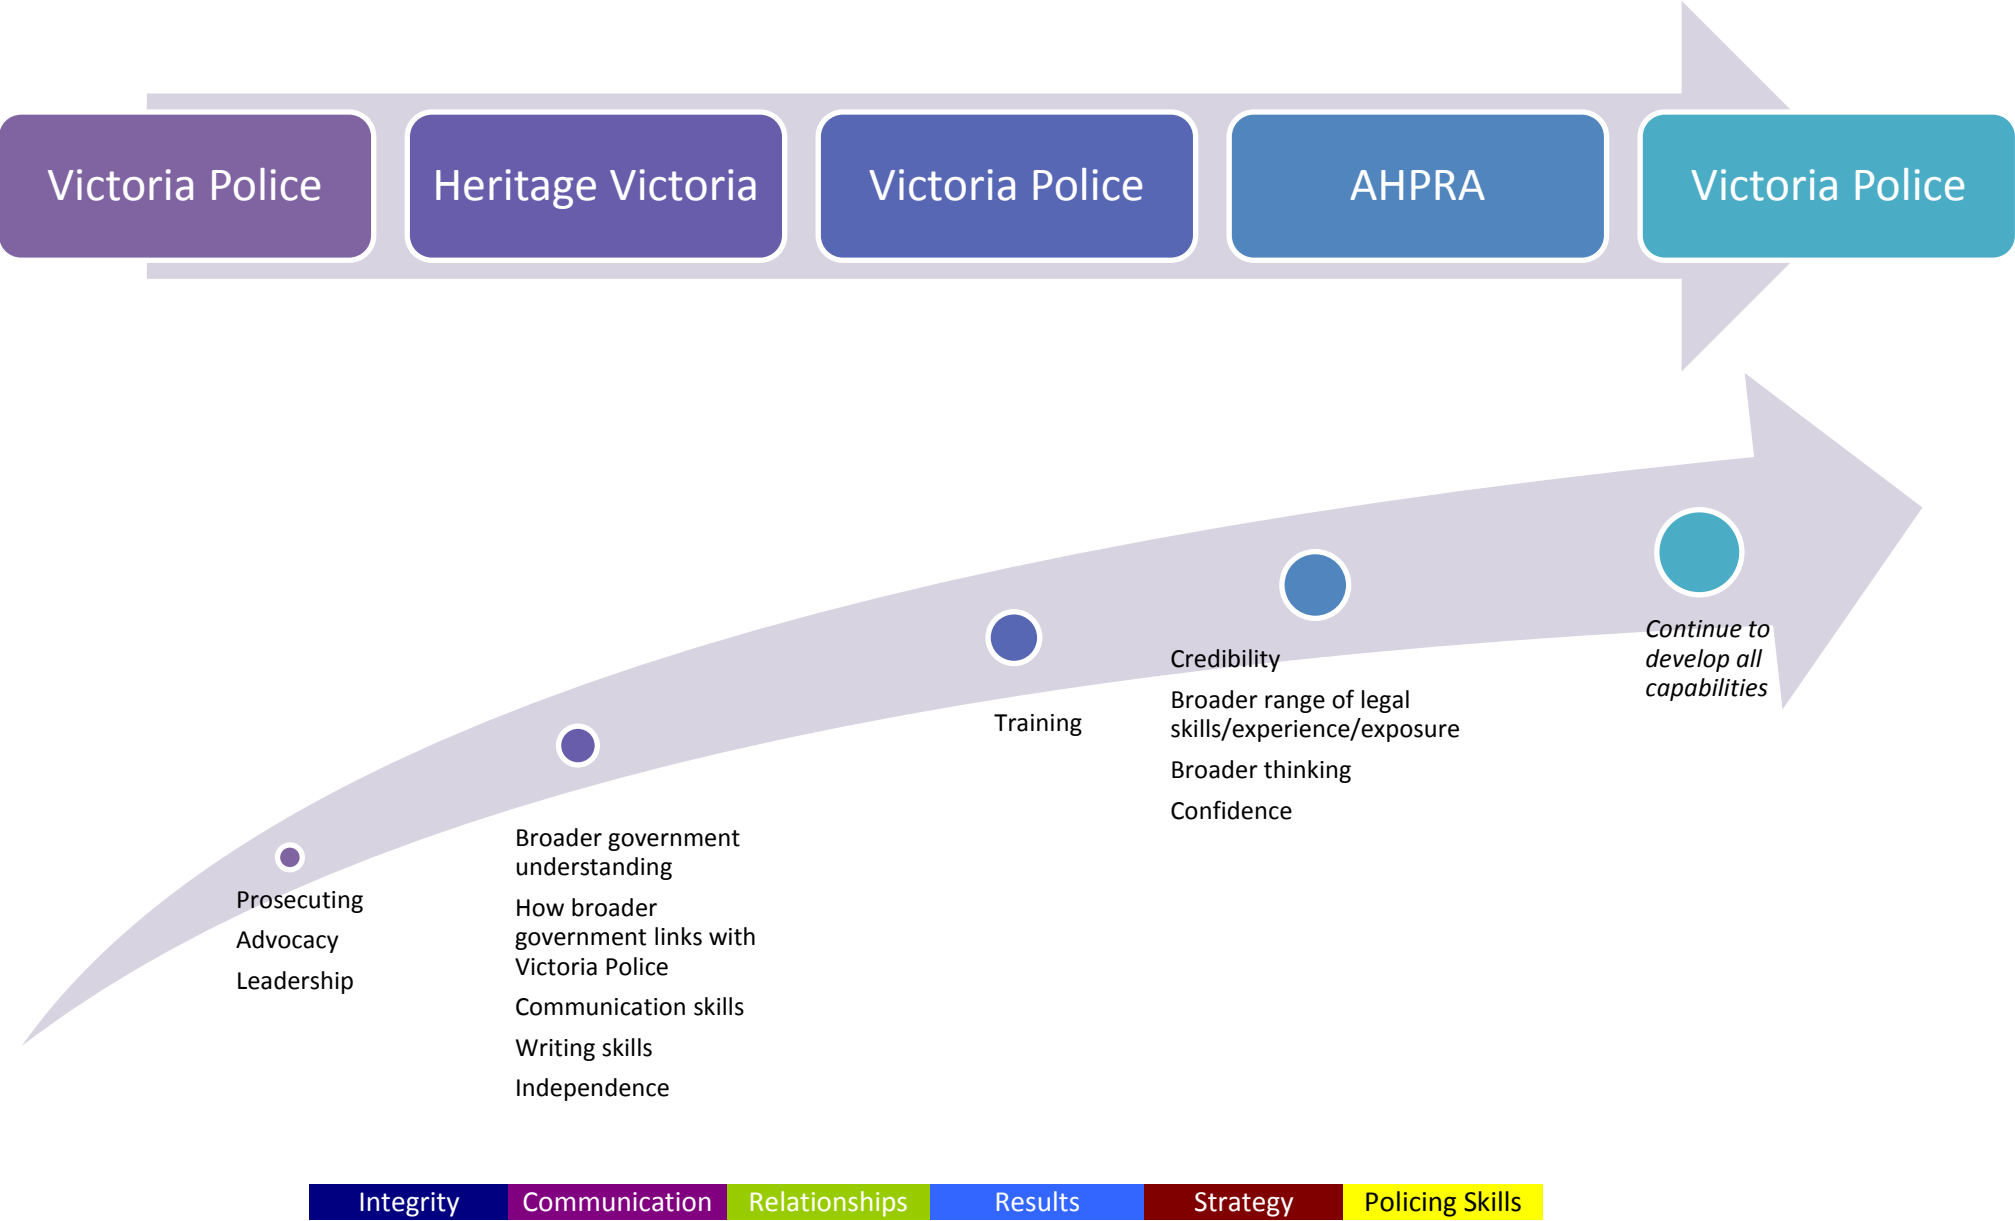 Victoria Police
Heritage Victoria
Victoria Police
AHPRA
Victoria Police
Prosecuting
Advocacy
Leadership
Broader government
understanding
How broader
government links with
Victoria Police
Communication skills
Writing skills
Independence
Training
Credibility
Broader range of legal
skills/experience/exposure
Broader thinking
Confidence
Continue to
develop all
capabilities
Integrity
Communication
Relationships
Results
Strategy
Policing Skills